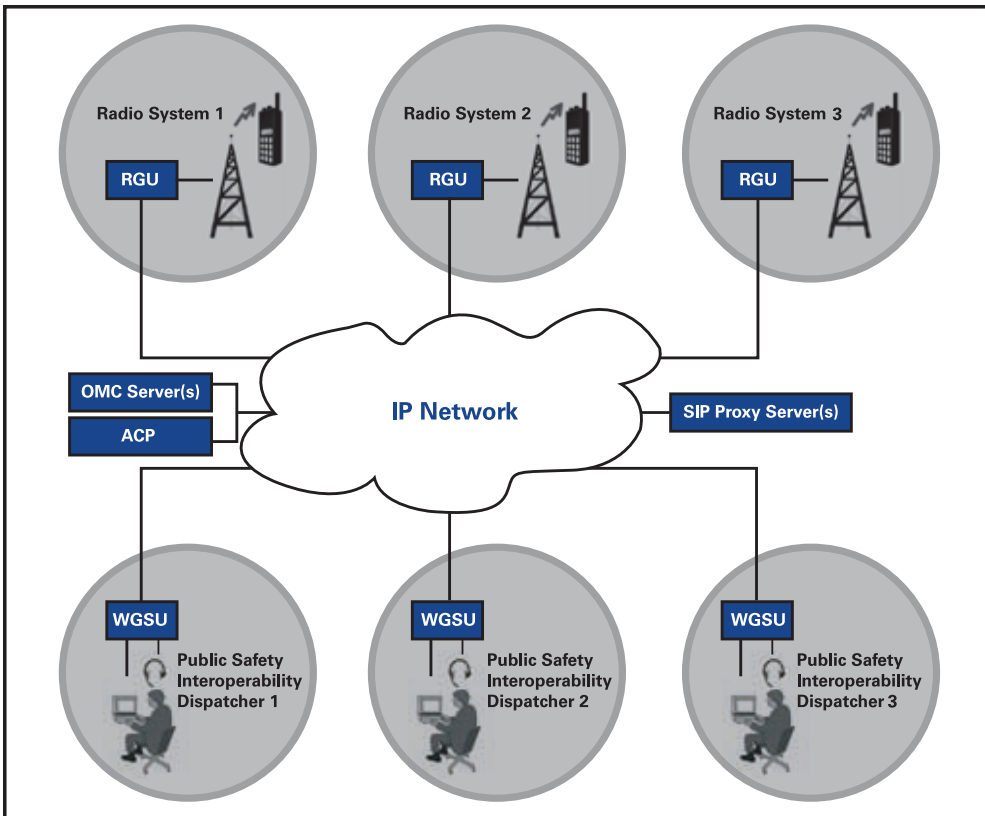 Radio System 1
RGU
Radio System 2
RGU
Radio System 3
RGU
OMC Server(s)
ACP
IP Network
SIP Proxy Server(s)
WGSU
Public Safety
Interoperability
Dispatcher 1
WGSU
Public Safety
Interoperability
Dispatcher 2
WGSU
Public Safety
Interoperability
Dispatcher 3